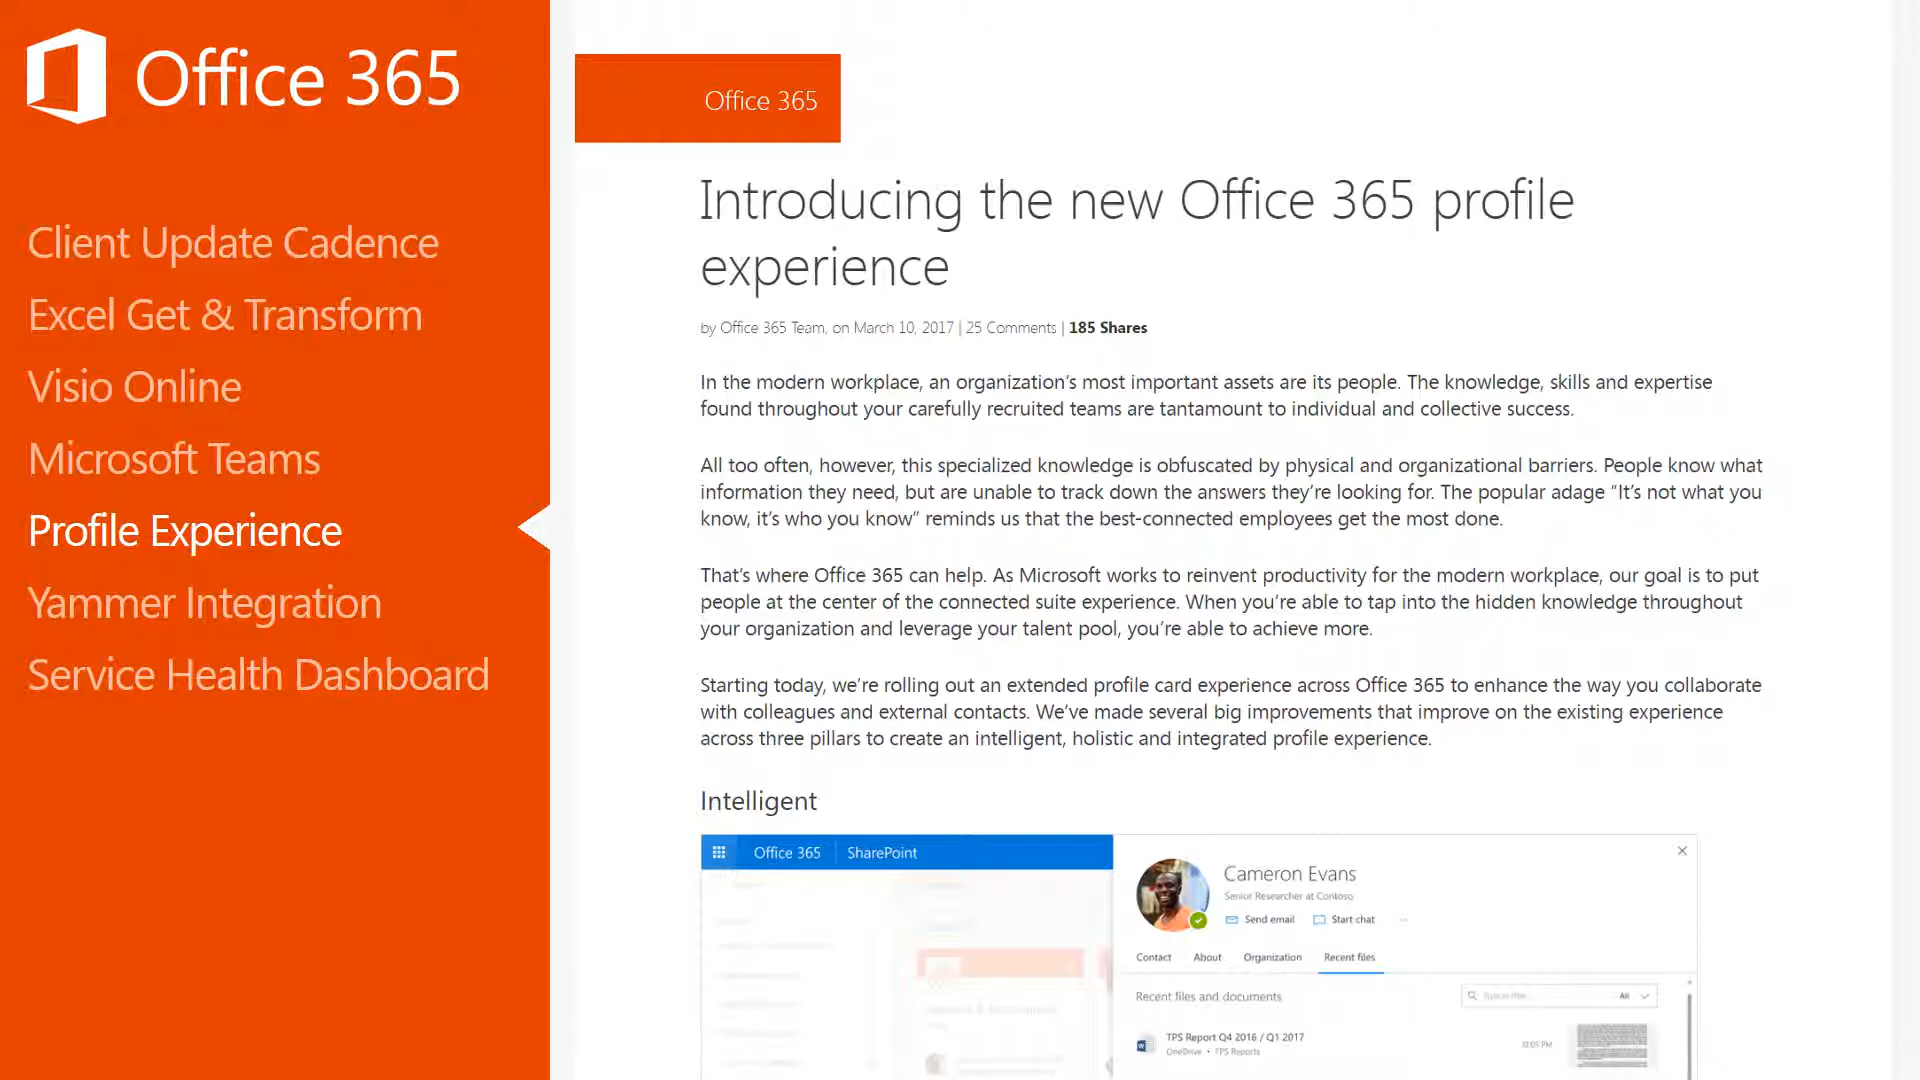 Office 365
Client Update Cadence
Excel Get & Transform
Visio Online
Microsoft Teams
Profile Experience
Yammer Integration
Service Health Dashboard
Office 365
Introducing the new Office 365 profile
experience
by Office 365 Team, on March 10, 2017 | 25 Comments | 185 Shares
In the modern workplace, an organization’s most important assets are its people. The knowledge, skills and expertise
found throughout your carefully recruited teams are tantamount to individual and collective success.
All too often, however, this specialized knowledge is obfuscated by physical and organizational barriers. People know what
information they need, but are unable to track down the answers they’re looking for. The popular adage “It’s not what you
know, it’s who you know” reminds us that the best-connected employees get the most done.
That’s where Office 365 can help. As Microsoft works to reinvent productivity for the modern workplace, our goal is to put
people at the center of the connected suite experience. When you’re able to tap into the hidden knowledge throughout
your organization and leverage your talent pool, you’re able to achieve more.
Starting today, we’re rolling out an extended profile card experience across Office 365 to enhance the way you collaborate
with colleagues and external contacts. We’ve made several big improvements that improve on the existing experience
across three pillars to create an intelligent, holistic and integrated profile experience.
Intelligent
Office 365 SharePoint
Cameron Evans
Senior Researcher at Contoso
Send email Start chat
Contact About Organization Recent files
Recent files and documents
All
TPS Report Q4 2016 / Q1 2017
OneDrive • TPS Reports
12:05 PM